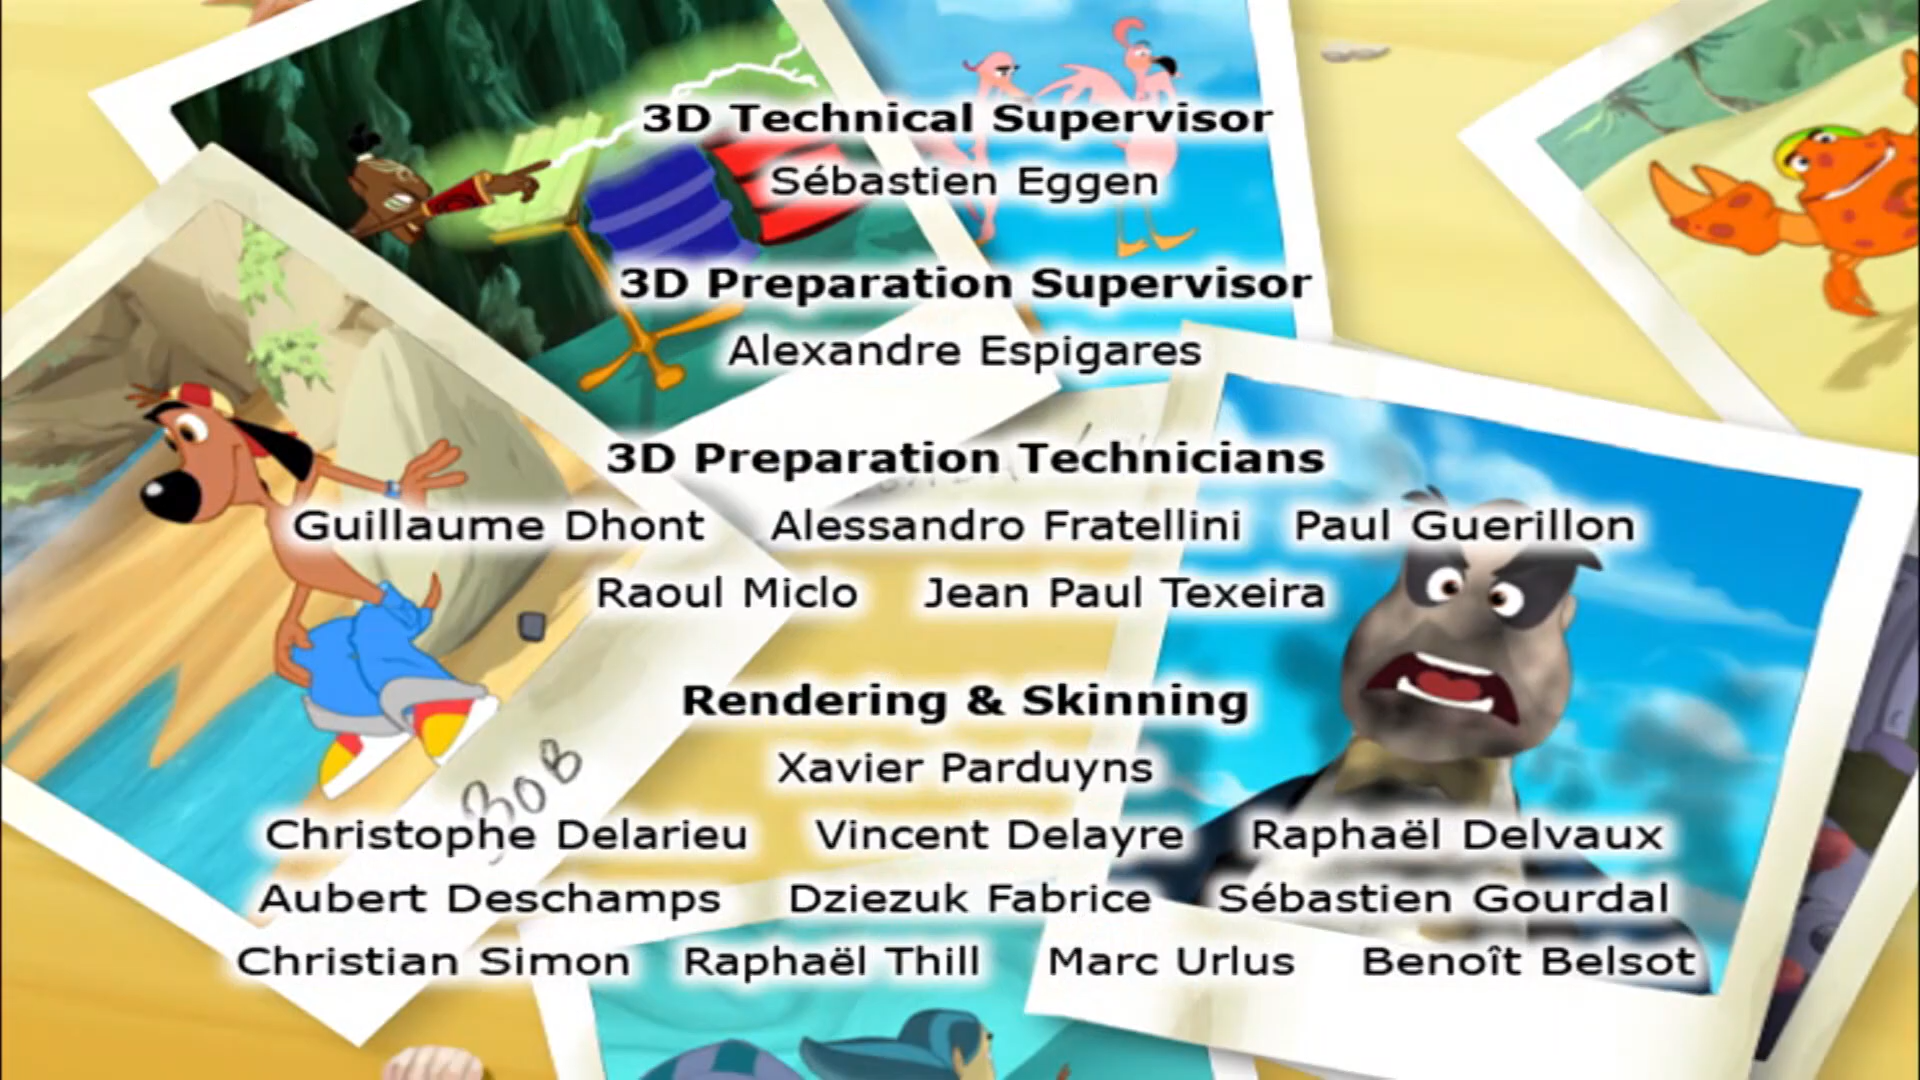 3D Technical Supervisor
Sébastien Eggen
3D Preparation Supervisor
Alexandre Espigares
3D Preparation Technicians
Guillaume Dhont Alessandro Fratellini Paul Guerillon
Raoul Miclo Jean Paul Texeira
Rendering & Skinning
Xavier Parduyns
BOB
Christophe Delarieu Vincent Delayre Raphaël Delvaux
Aubert Deschamps Dziezuk Fabrice Sébastien Gourdal
Christian Simon Raphaël Thill Marc Urlus Benoît Belsot